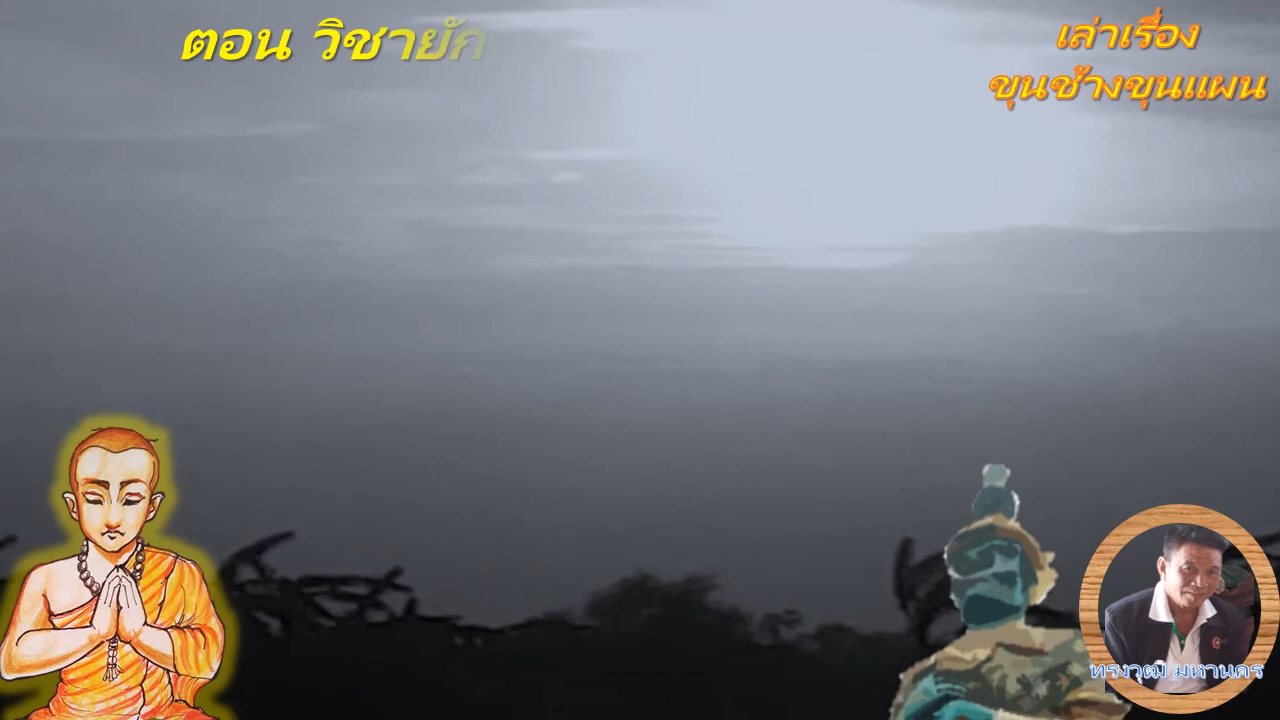 ตอน วิชายัก
เล่าเรื่อง
ขุนช้างขุนแผน
ทรงวุฒิ มหานคร